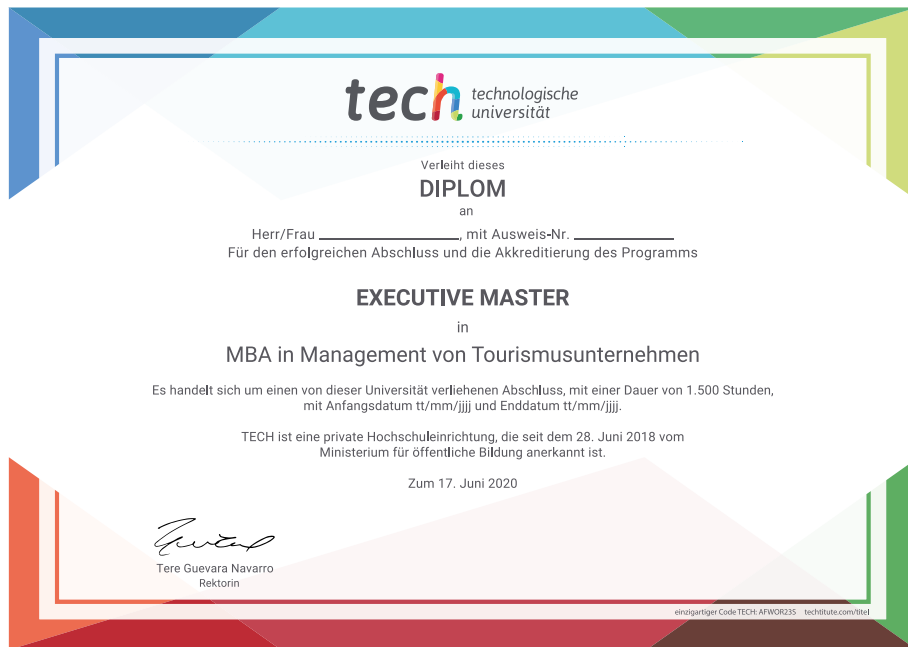 tech technologische
universität
Verleiht dieses
DIPLOM
an
Herr/Frau ____________________, mit Ausweis-Nr. ______________
Für den erfolgreichen Abschluss und die Akkreditierung des Programms
EXECUTIVE MASTER
in
MBA in Management von Tourismusunternehmen
Es handelt sich um einen von dieser Universität verliehenen Abschluss, mit einer Dauer von 1.500 Stunden,
mit Anfangsdatum tt/mm/jjjj und Enddatum tt/mm/jjjj.
TECH ist eine private Hochschuleinrichtung, die seit dem 28. Juni 2018 vom
Ministerium für öffentliche Bildung anerkannt ist.
Zum 17. Juni 2020
Tere Guevara Navarro
Rektorin
einzigartiger Code TECH: AFWOR23S techtitute.com/titel